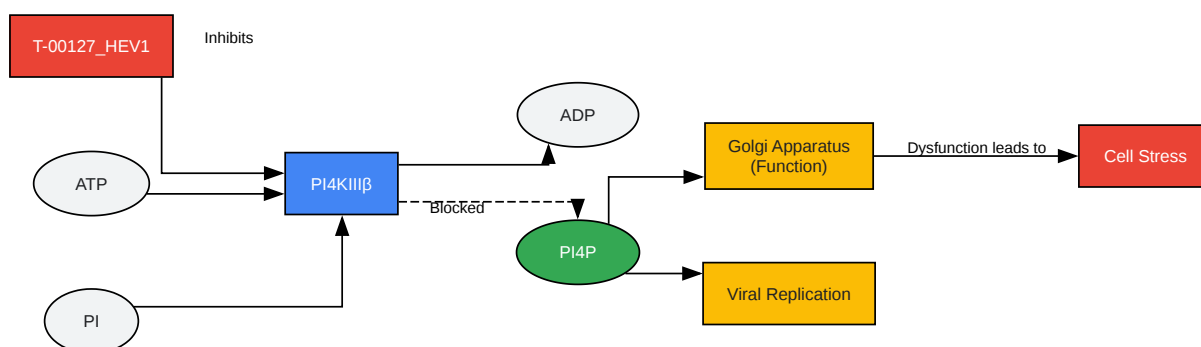 T-00127_HEV1
Inhibits
ADP
Golgi Apparatus
(Function)
Dysfunction leads to
Cell Stress
ATP
PI4KIIIβ
Blocked
PI4P
Viral Replication
PI